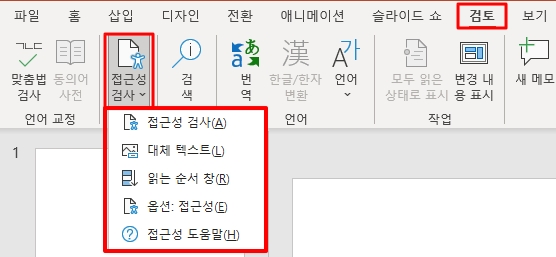 파일 홈 삽입 디자인 전환 애니메이션 슬라이드 쇼 검토 보기
맞춤법 검사
동의어 사전
접근성 검사
검색
번역
한글/한자 변환
언어
모두 읽은 상태로 표시
변경 내용 표시
새 메모
언어 교정 언어 작업
접근성 검사(A)
대체 텍스트(L)
읽는 순서 창(R)
옵션: 접근성(E)
접근성 도움말(H)
1